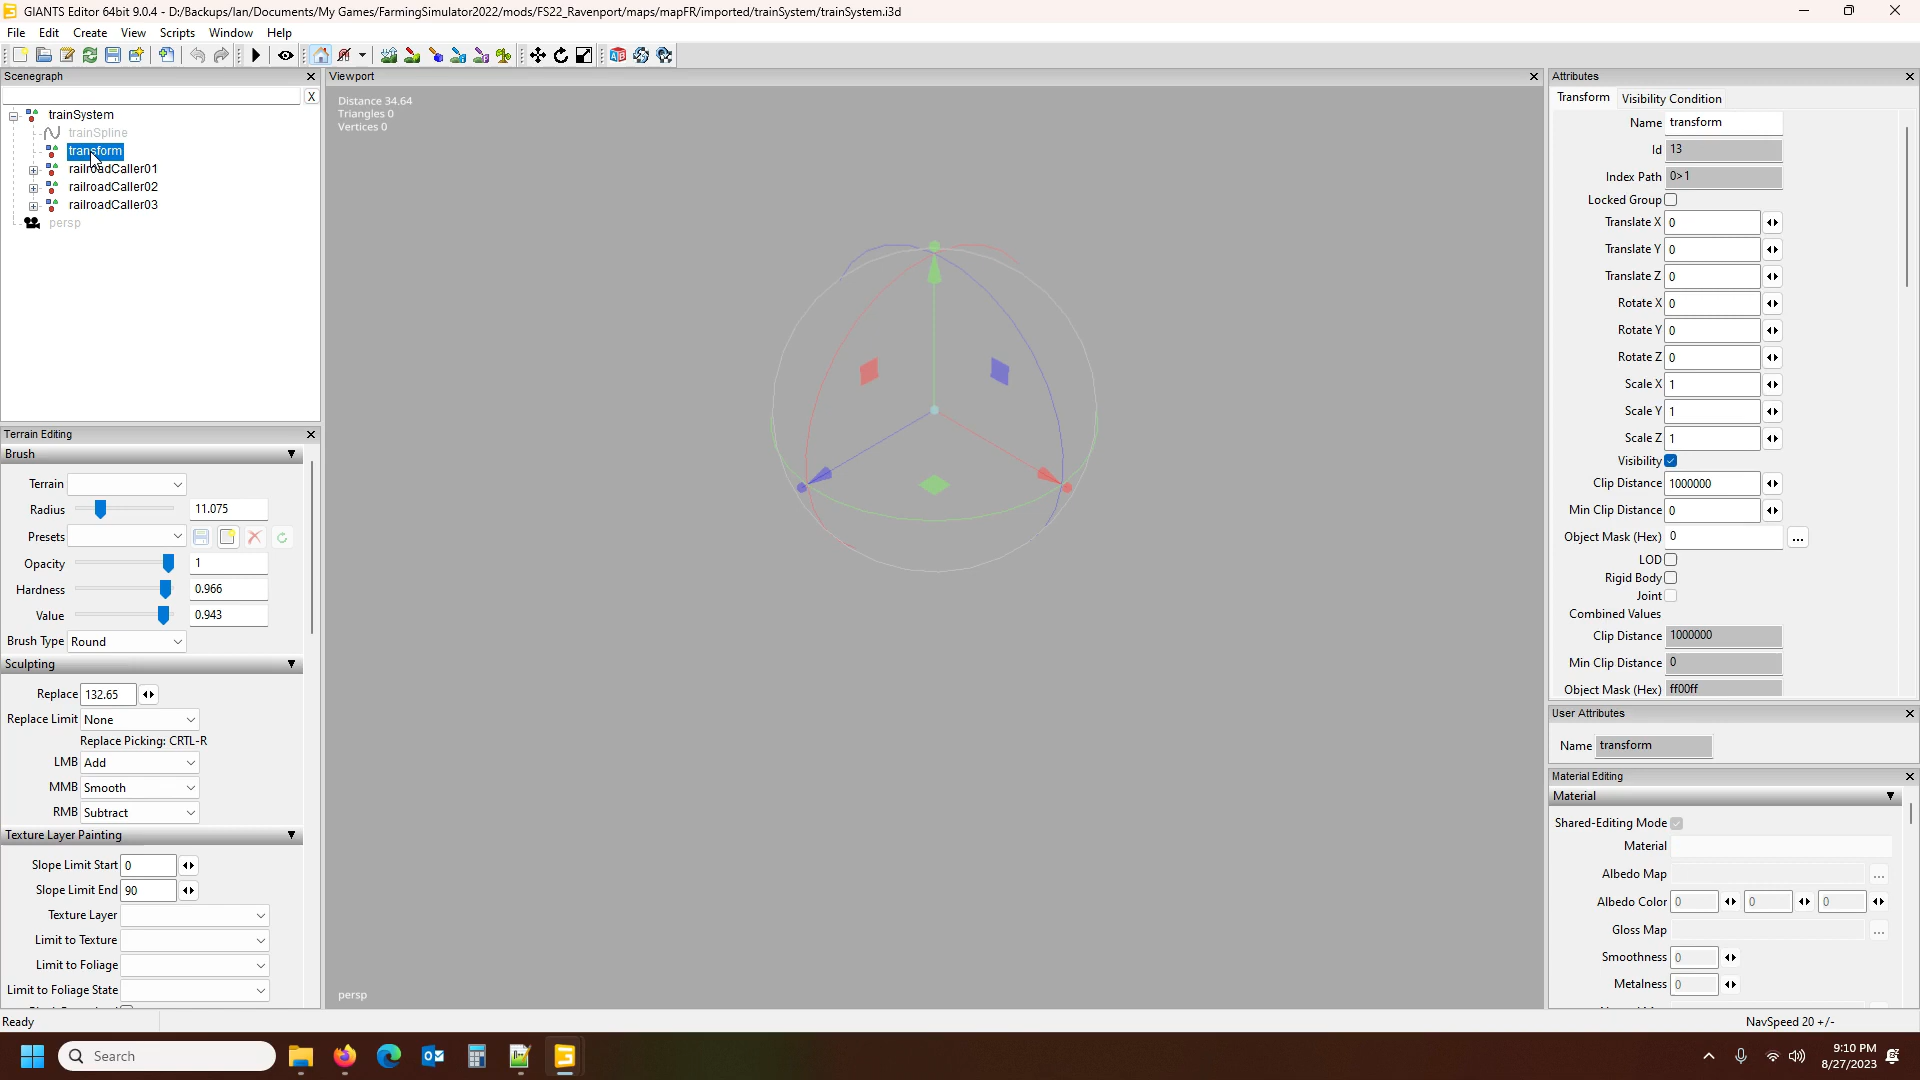 GIANTS Editor 64bit 9.0.4 - D:/Backups/Ian/Documents/My Games/FarmingSimulator2022/mods/FS22_Ravenport/maps/mapFR/imported/trainSystem/trainSystem.i3d
File Edit Create View Scripts Window Help
Scenegraph
X
trainSystem
trainSpline
transform
railroadCaller01
railroadCaller02
railroadCaller03
persp
Terrain Editing
Brush
Terrain
Radius 11.075
Presets
Opacity 1
Hardness 0.966
Value 0.943
Brush Type Round
Sculpting
Replace 132.65
Replace Limit None
Replace Picking: CRTL-R
LMB Add
MMB Smooth
RMB Subtract
Texture Layer Painting
Slope Limit Start 0
Slope Limit End 90
Texture Layer
Limit to Texture
Limit to Foliage
Limit to Foliage State
Viewport
Distance 34.64
Triangles 0
Vertices 0
persp
Attributes
Transform Visibility Condition
Name transform
Id 13
Index Path 0>1
Locked Group
Translate X 0
Translate Y 0
Translate Z 0
Rotate X 0
Rotate Y 0
Rotate Z 0
Scale X 1
Scale Y 1
Scale Z 1
Visibility
Clip Distance 1000000
Min Clip Distance 0
Object Mask (Hex) 0 ...
LOD
Rigid Body
Joint
Combined Values
Clip Distance 1000000
Min Clip Distance 0
Object Mask (Hex) ff00ff
User Attributes
Name transform
Material Editing
Material
Shared-Editing Mode
Material
Albedo Map ...
Albedo Color 0 0 0
Gloss Map ...
Smoothness 0
Metalness 0
Ready
NavSpeed 20 +/-
Search
9:10 PM
8/27/2023